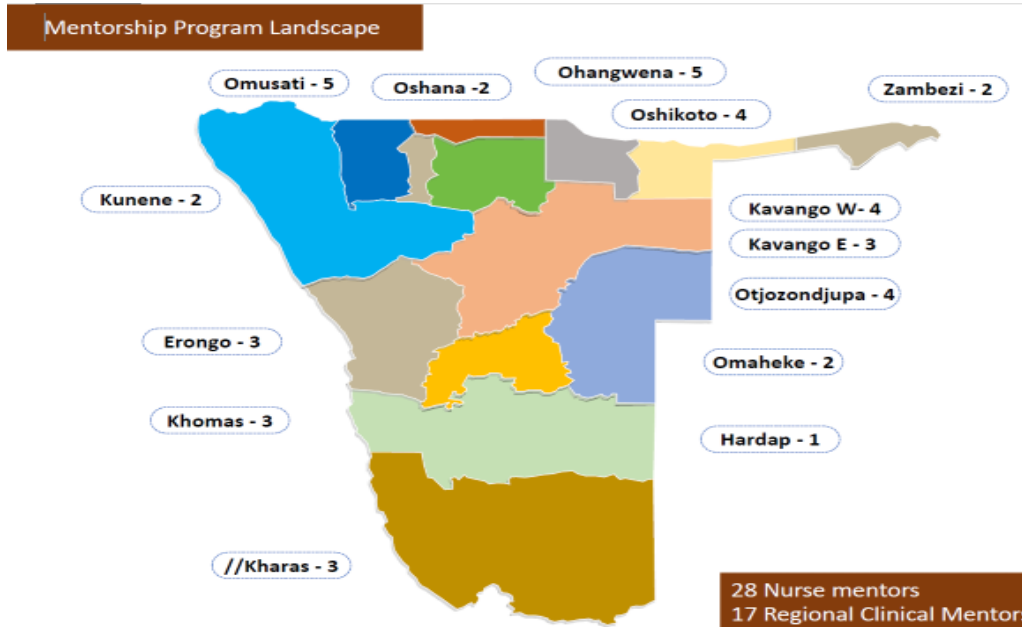 Mentorship Program Landscape
Omusati - 5
Oshana -2
Ohangwena - 5
Oshikoto - 4
Zambezi - 2
Kunene - 2
Kavango W- 4
Kavango E - 3
Otjozondjupa - 4
Erongo - 3
Omaheke - 2
Khomas - 3
Hardap - 1
//Kharas - 3
28 Nurse mentors
17 Regional Clinical Mentors